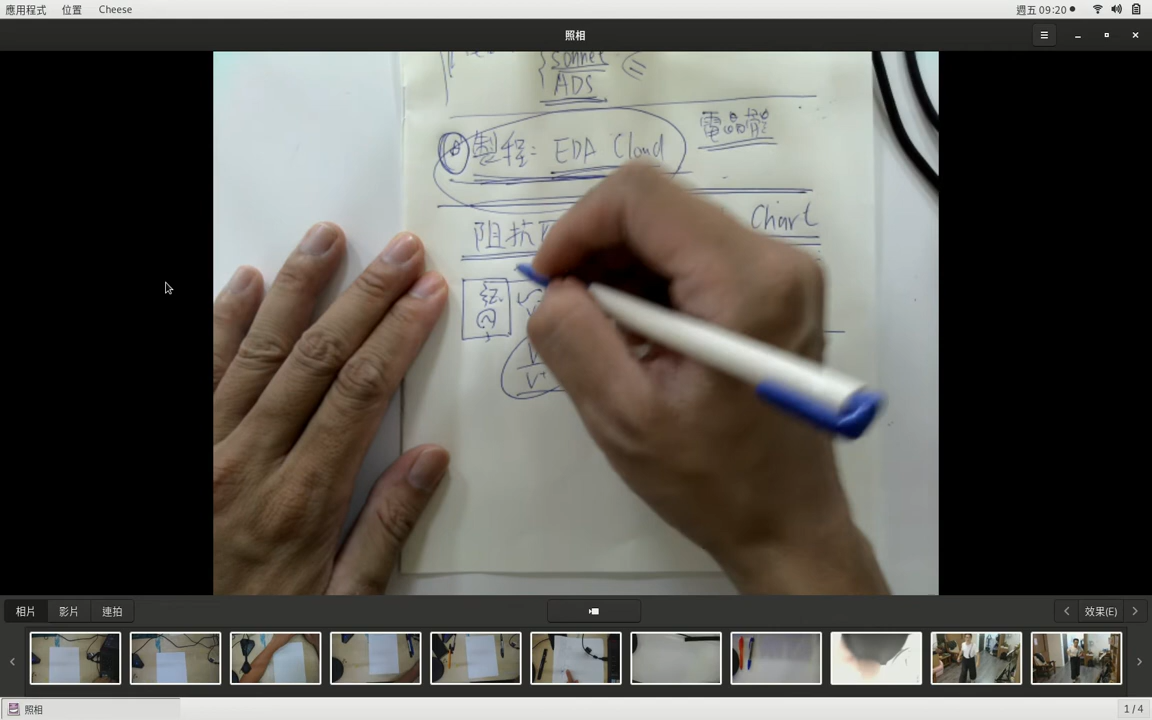 應用程式 位置 Cheese 週五 09:20
照相
sonnet
ADS
製程: EDA Cloud 電晶體
阻抗 Chart
V
V+
相片 影片 連拍 效果(E)
照相 1 / 4